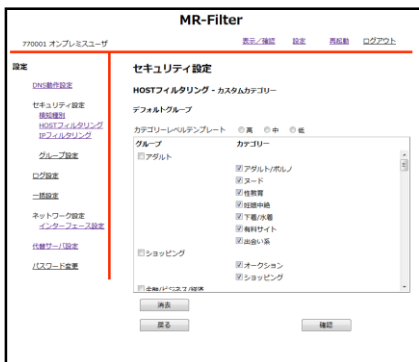 MR-Filter
770001 オンプレミスユーザ
表示／確認 設定 再起動 ログアウト
設定
DNS動作設定
セキュリティ設定
検知種別
HOSTフィルタリング
IPフィルタリング
グループ設定
ログ設定
一括設定
ネットワーク設定
インターフェース設定
代替サーバ設定
パスワード変更
セキュリティ設定
HOSTフィルタリング - カスタムカテゴリー
デフォルトグループ
カテゴリーレベルテンプレート 高 中 低
グループ カテゴリー
アダルト
アダルト/ポルノ
ヌード
性教育
妊娠中絶
下着/水着
有料サイト
出会い系
ショッピング
オークション
ショッピング
金融/ビジネス/経済
消去
戻る 確認